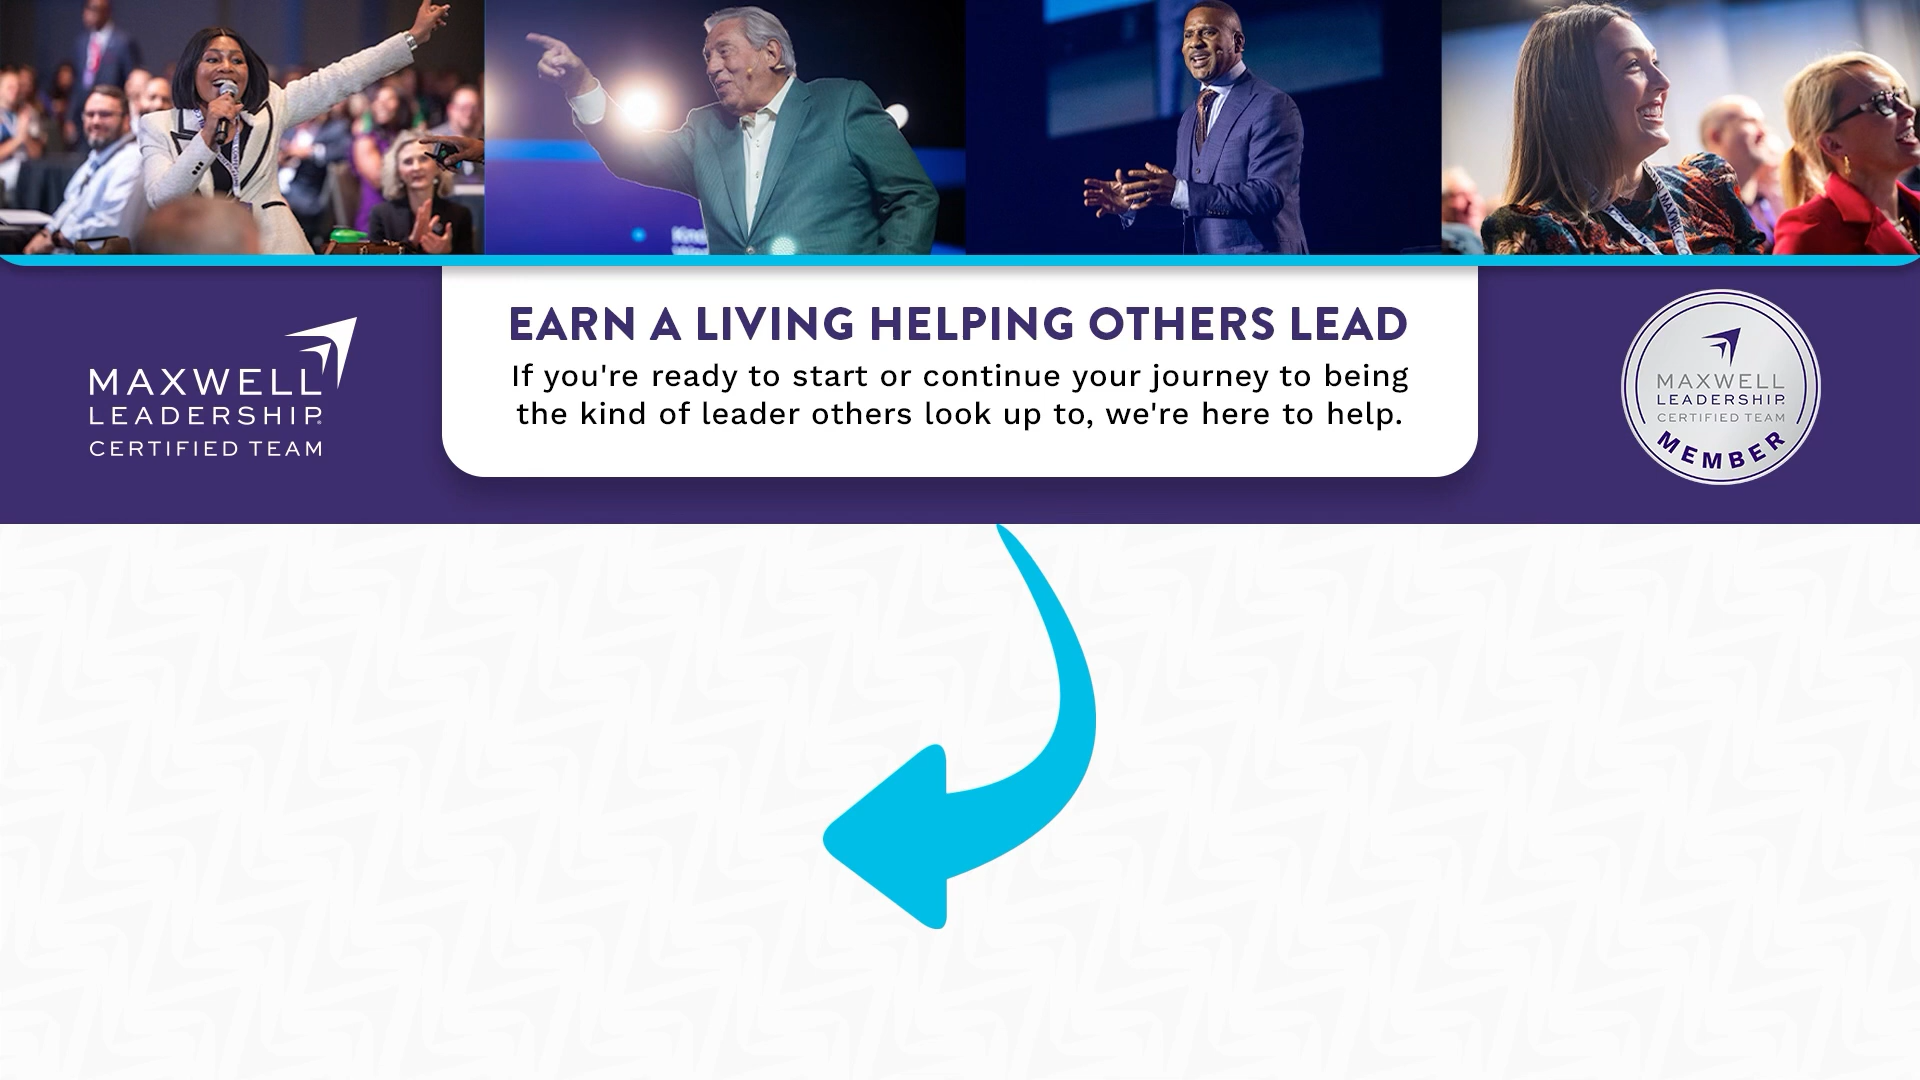 EARN A LIVING HELPING OTHERS LEAD
If you're ready to start or continue your journey to being
the kind of leader others look up to, we're here to help.
MAXWELL
LEADERSHIP®
CERTIFIED TEAM
MAXWELL
LEADERSHIP
CERTIFIED TEAM
MEMBER